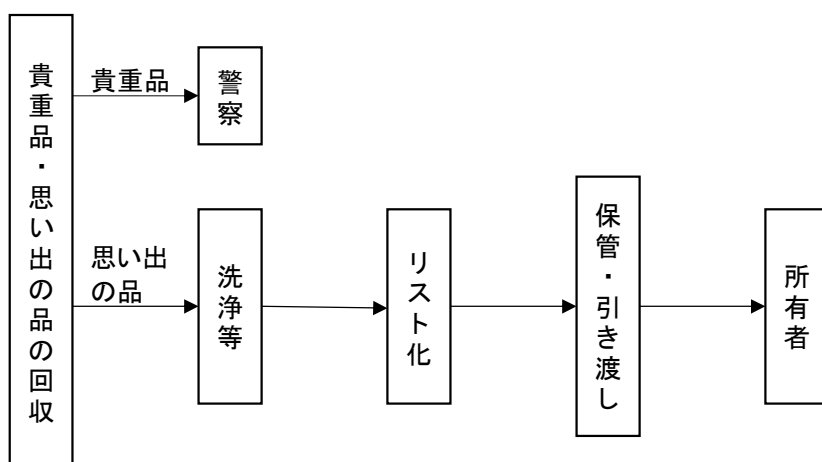 貴重品・思い出の品の回収
貴重品
警察
思い出
の品
洗浄等
リスト化
保管・引き渡し
所有者